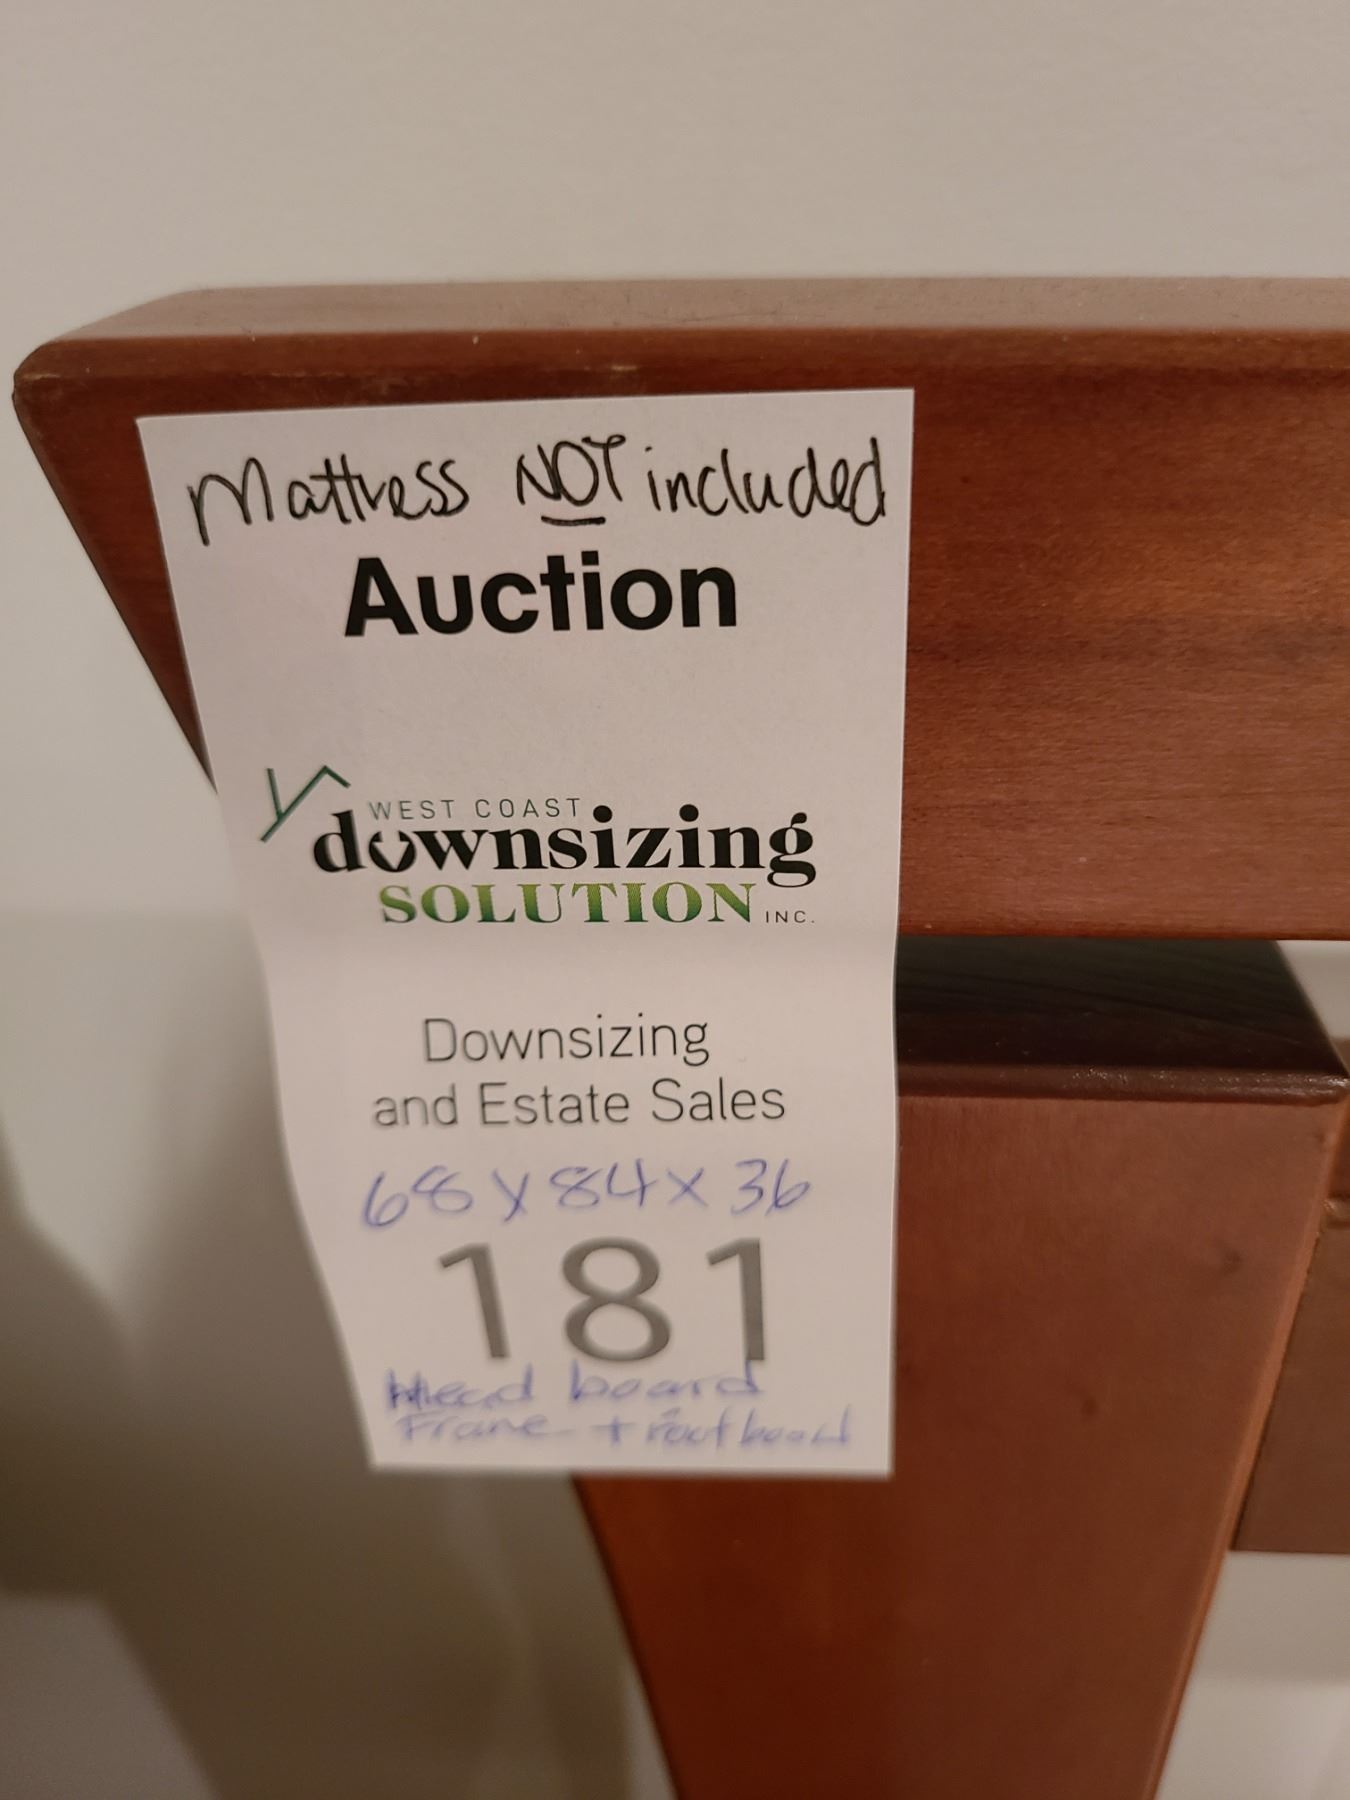 Mattress NOT included
Auction
WEST COAST
downsizing
SOLUTION INC.
Downsizing
and Estate Sales
68 x 84 x 36
181
Head board
Frame + footboard